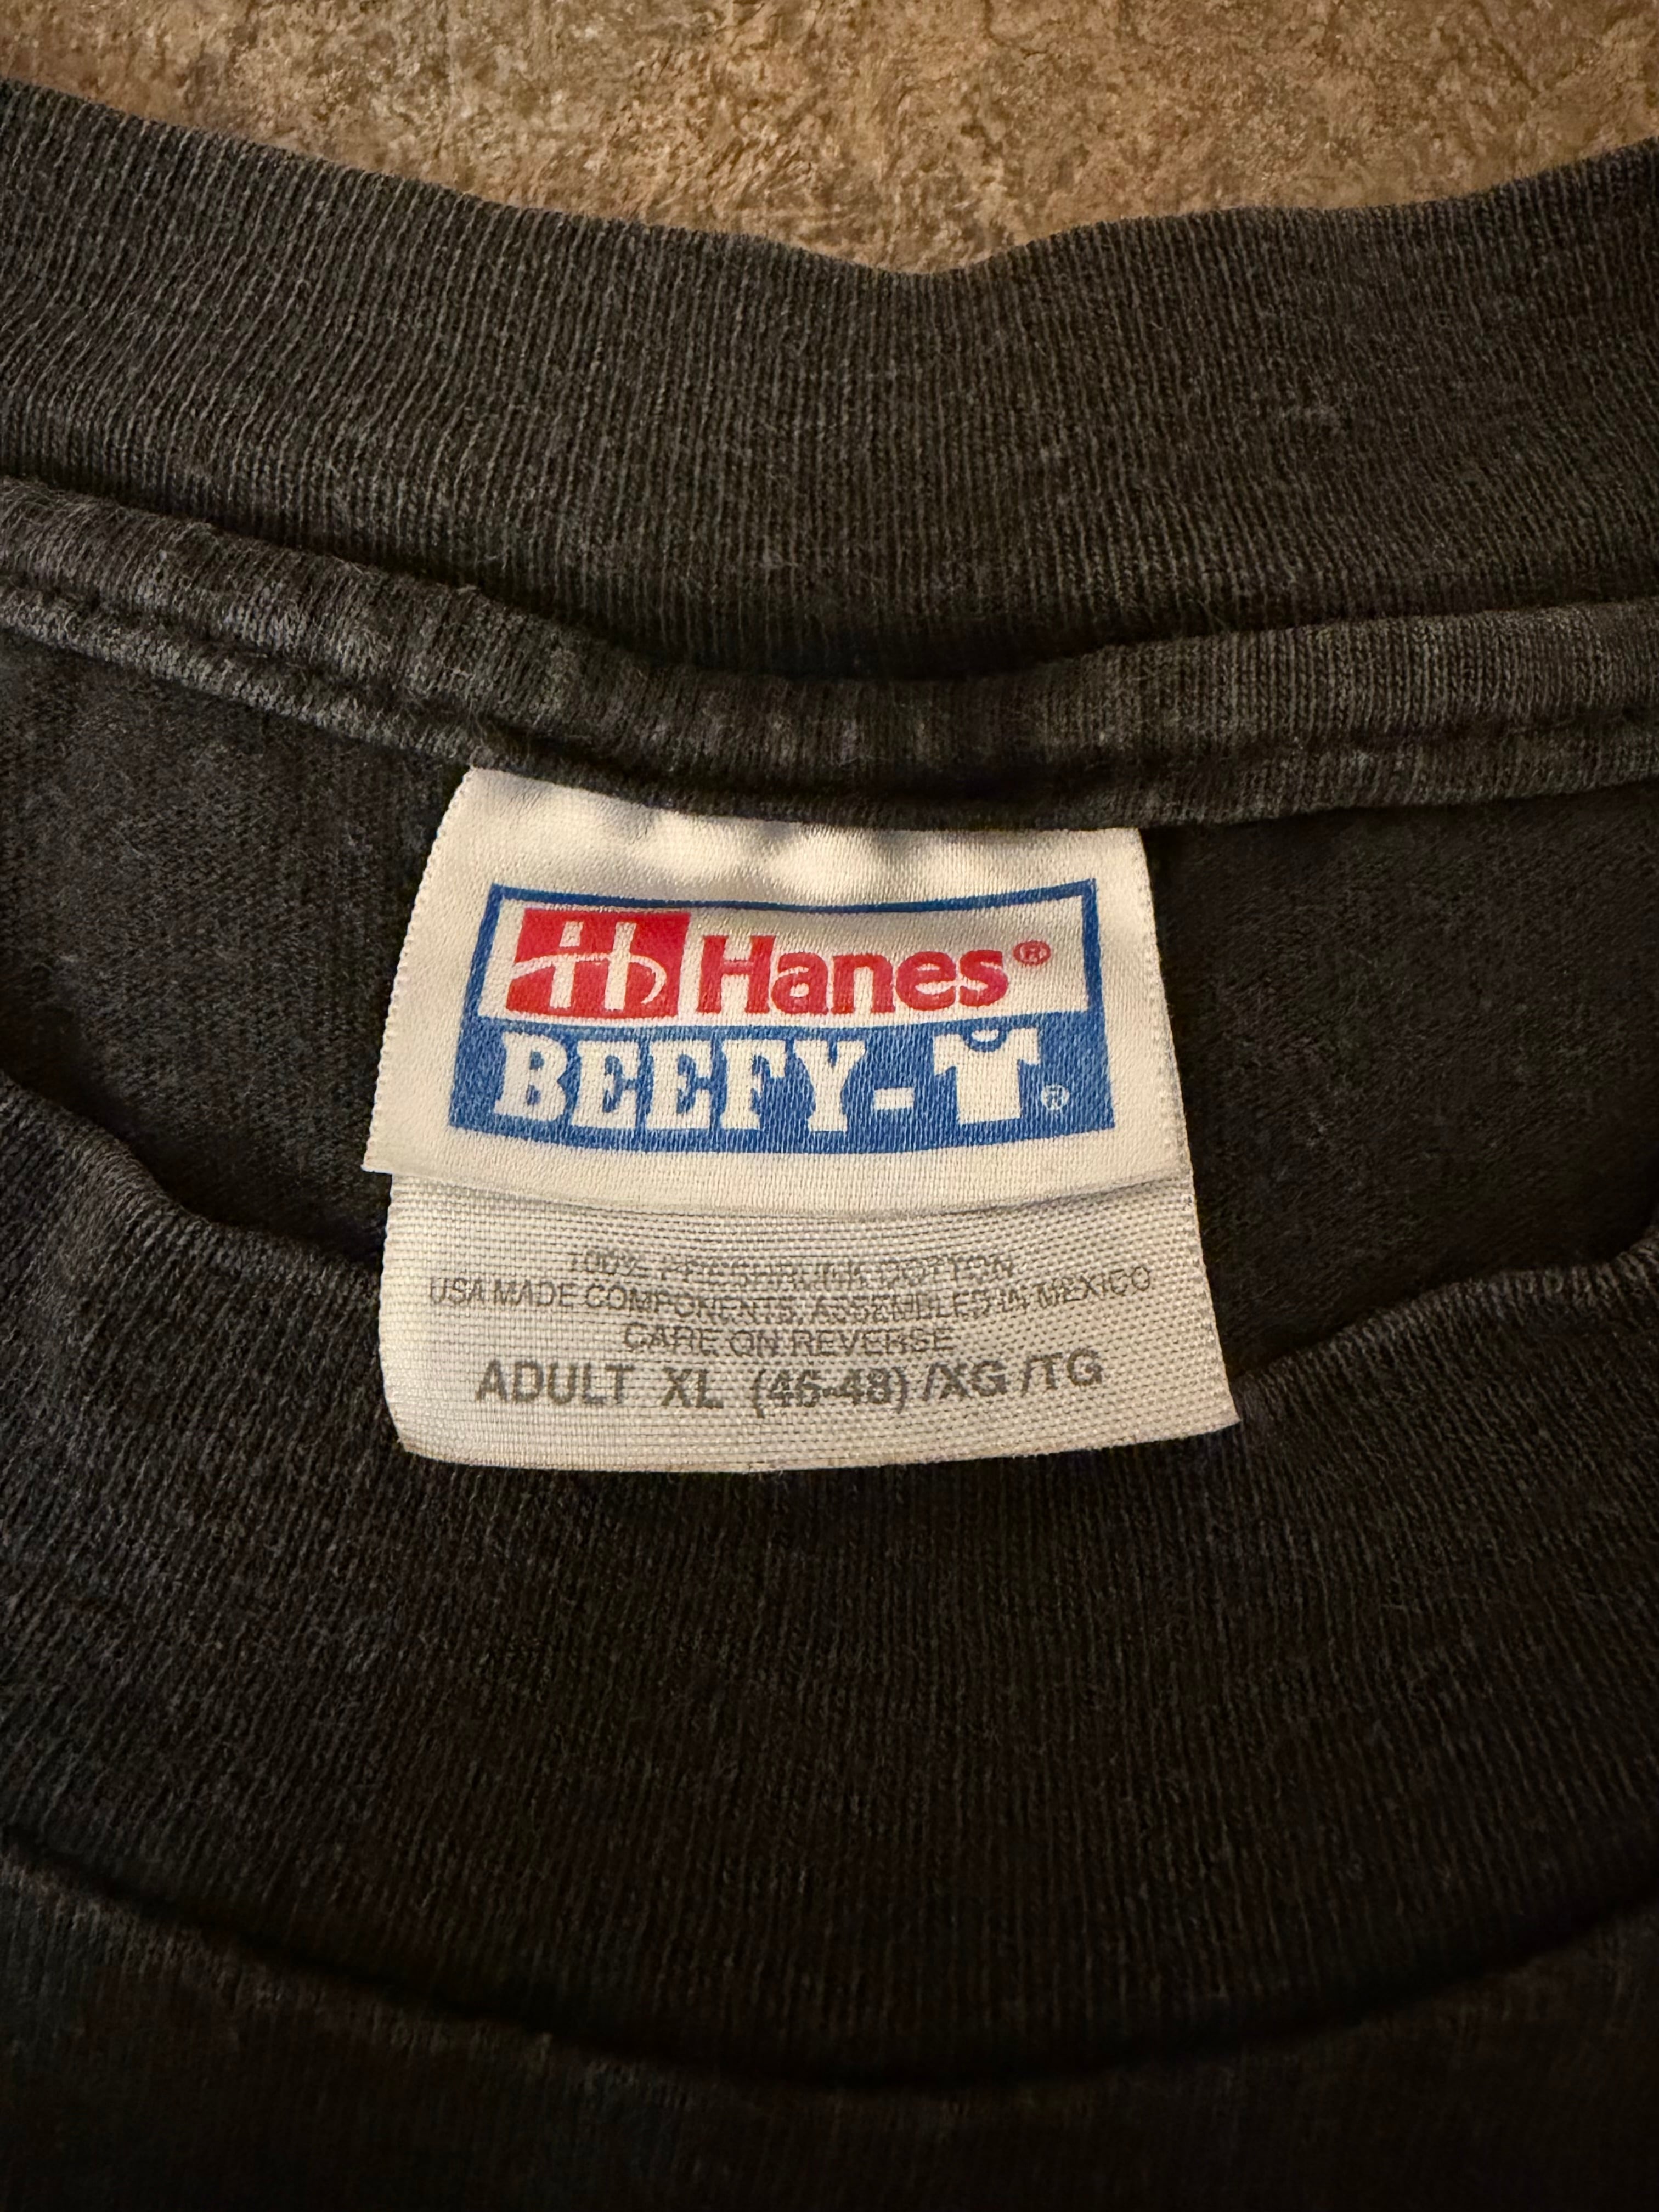 Hanes®
BEEFY-T®
100% PRESHRUNK COTTON
USA MADE COMPONENTS, ASSEMBLED IN MEXICO
CARE ON REVERSE
ADULT XL (46-48) /XG /TG